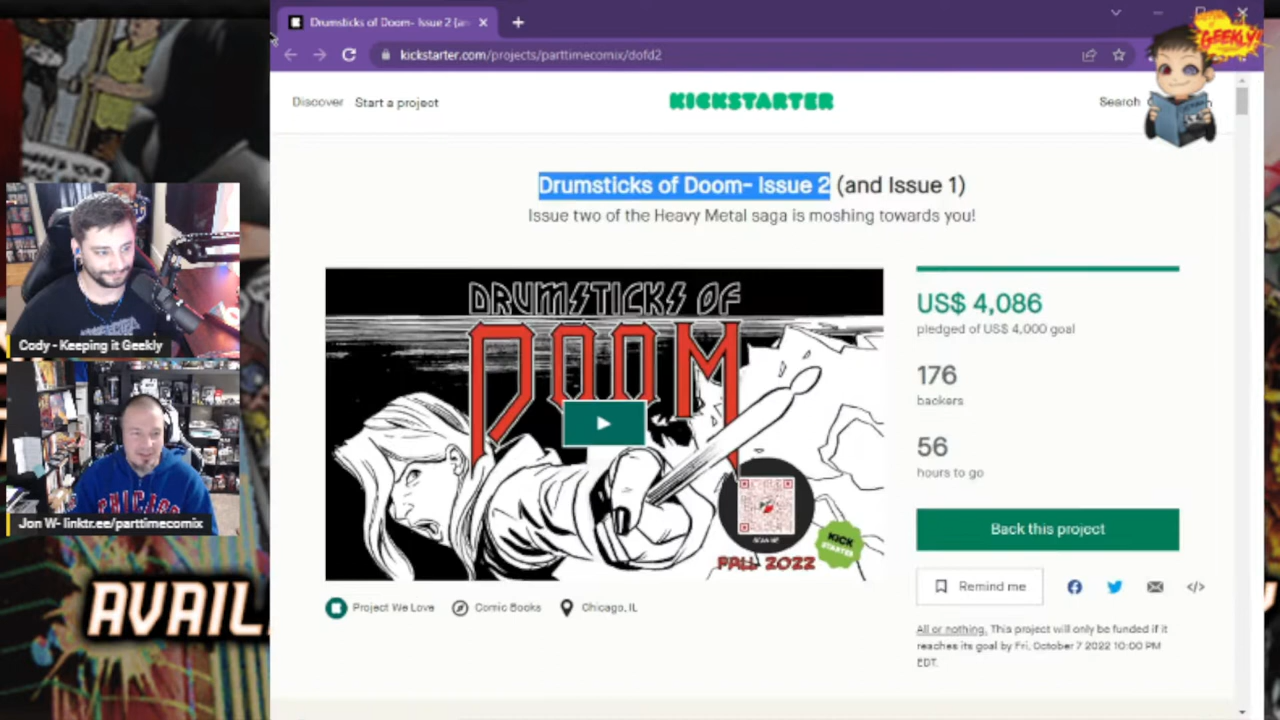 Drumsticks of Doom- Issue 2 (an
kickstarter.com/projects/parttimecomix/dofd2
GEEKLY!
Discover Start a project
KICKSTARTER
Search
Drumsticks of Doom- Issue 2 (and Issue 1)
Issue two of the Heavy Metal saga is moshing towards you!
DRUMSTICKS OF
DOOM
SCAN ME
KICK
STARTER
FALL 2022
US$ 4,086
pledged of US$ 4,000 goal
176
backers
56
hours to go
Back this project
Remind me
Project We Love Comic Books Chicago, IL
All or nothing. This project will only be funded if it
reaches its goal by Fri, October 7 2022 10:00 PM
EDT.
Cody - Keeping it Geekly
CHICAGO
Jon W- linktr.ee/parttimecomix
AVAIL